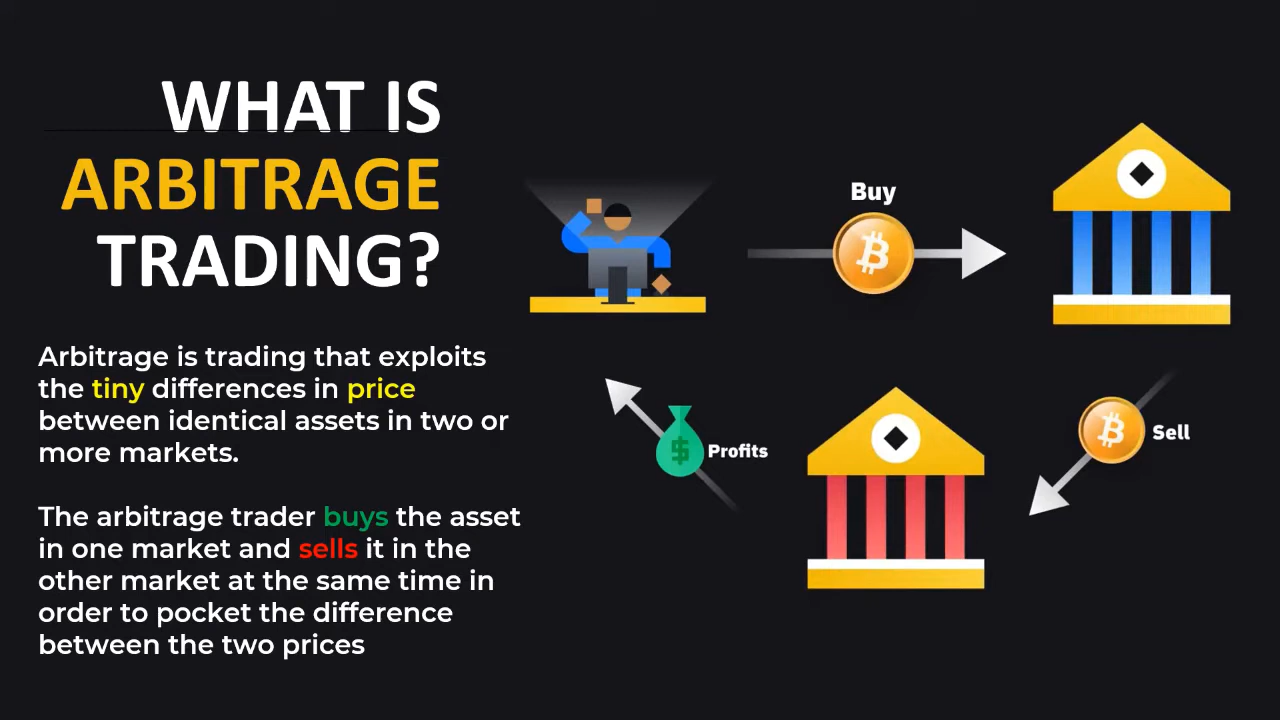 WHAT IS
ARBITRAGE
TRADING?
Arbitrage is trading that exploits
the tiny differences in price
between identical assets in two or
more markets.
The arbitrage trader buys the asset
in one market and sells it in the
other market at the same time in
order to pocket the difference
between the two prices
Buy
Sell
Profits